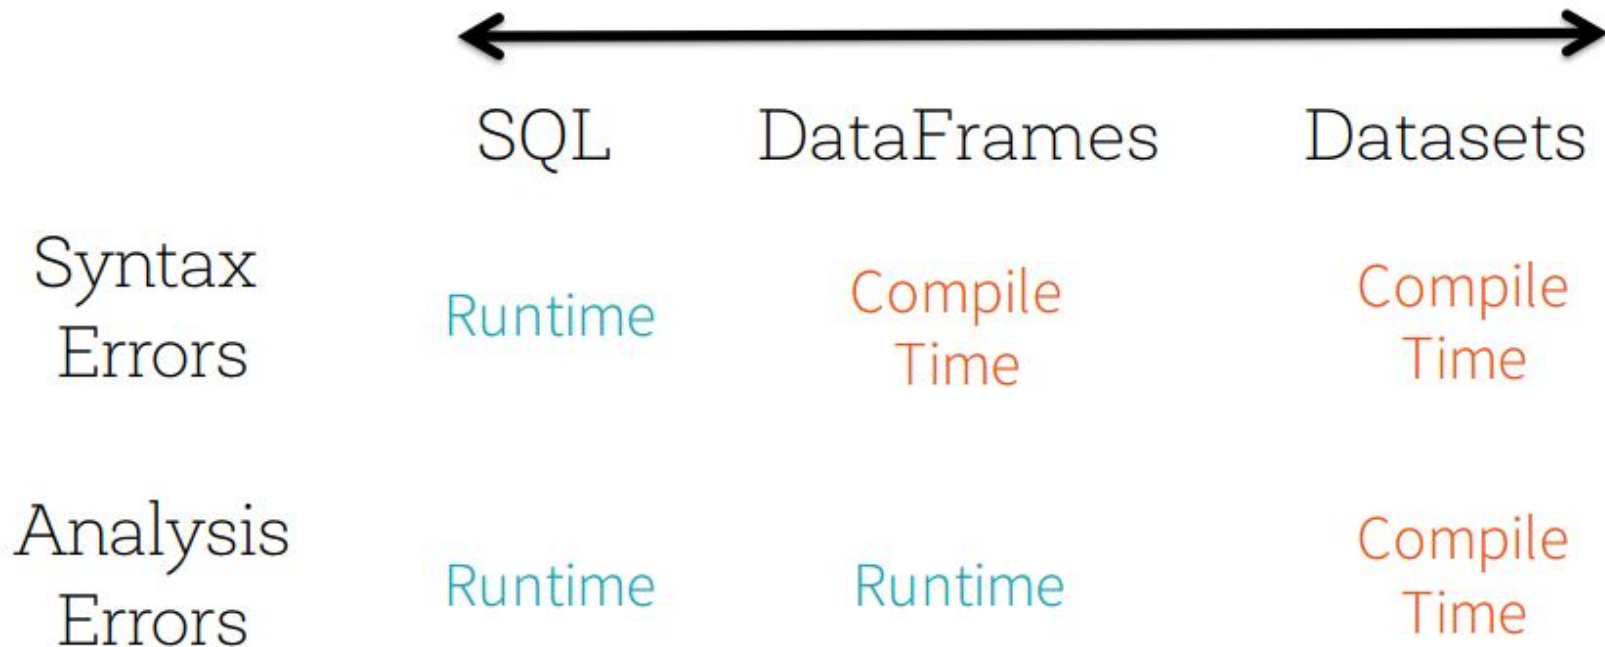 SQL DataFrames Datasets
Syntax
Errors
Runtime
Compile
Time
Compile
Time
Analysis
Errors
Runtime
Runtime
Compile
Time